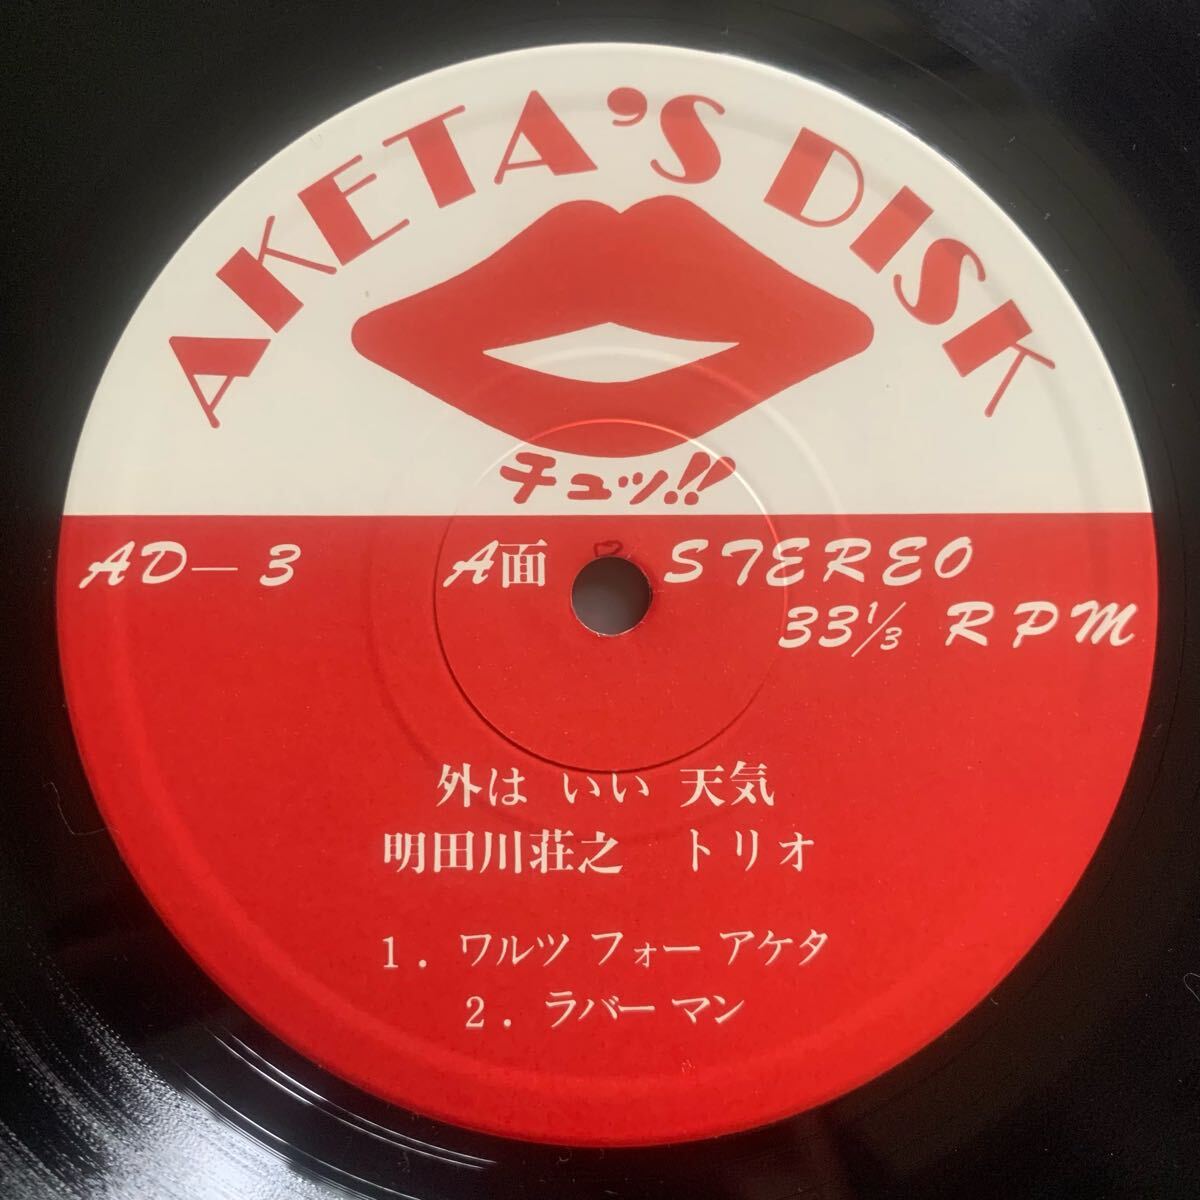 AKETA'S DISK
チュッ!!
AD-3 A面 STEREO
33⅓ RPM
外は いい 天気
明田川荘之 トリオ
1. ワルツ フォー アケタ
2. ラバー マン